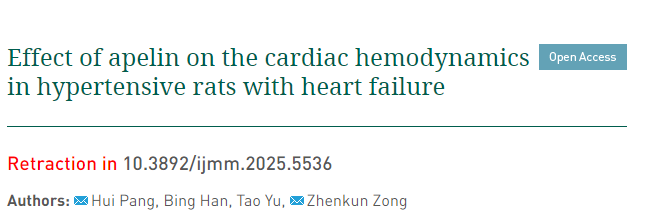 Effect of apelin on the cardiac hemodynamics
in hypertensive rats with heart failure
Open Access
Retraction in 10.3892/ijmm.2025.5536
Authors: Hui Pang, Bing Han, Tao Yu, Zhenkun Zong